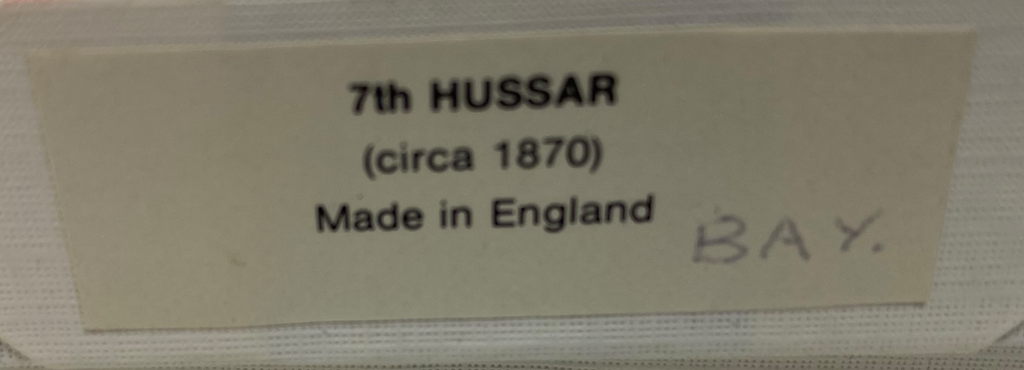 7th HUSSAR
(circa 1870)
Made in England
BAY.